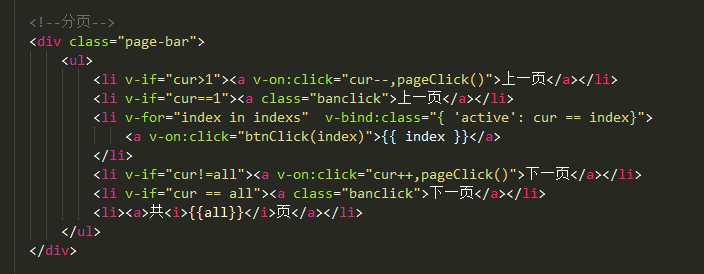 <!--分页-->
<div class="page-bar">
<ul>
<li v-if="cur>1"><a v-on:click="cur--,pageClick()">上一页</a></li>
<li v-if="cur==1"><a class="banclick">上一页</a></li>
<li v-for="index in indexs"  v-bind:class="{ 'active': cur == index}">
<a v-on:click="btnClick(index)">{{ index }}</a>
</li>
<li v-if="cur!=all"><a v-on:click="cur++,pageClick()">下一页</a></li>
<li v-if="cur == all"><a class="banclick">下一页</a></li>
<li><a>共<i>{{all}}</i>页</a></li>
</ul>
</div>